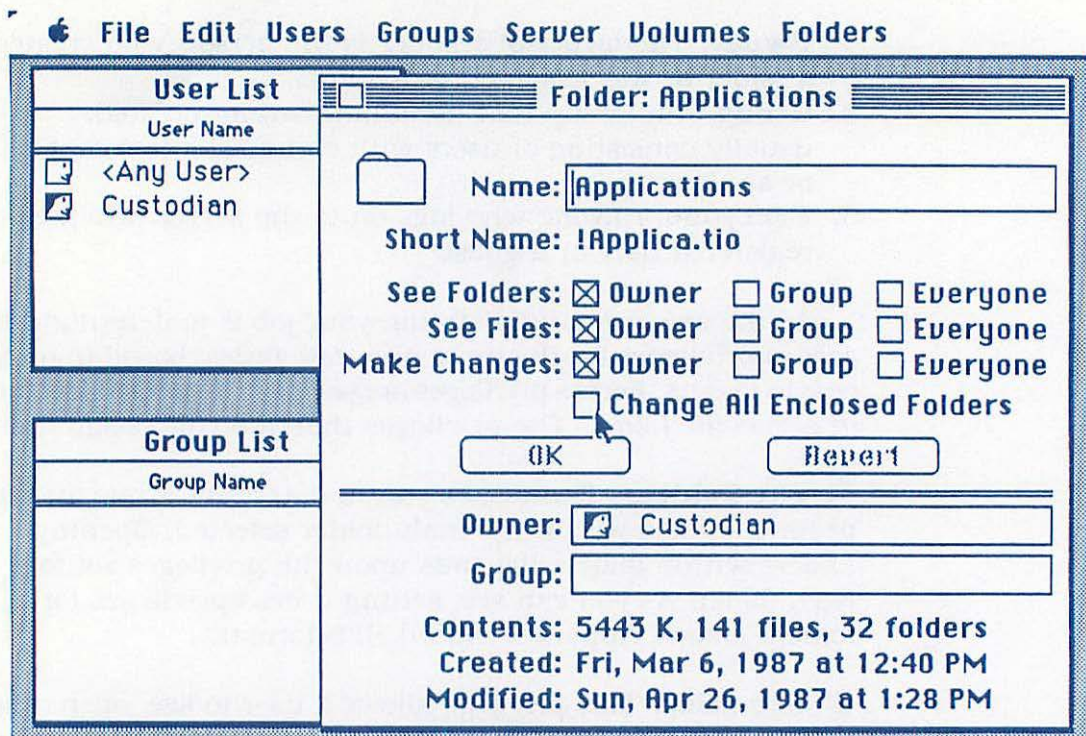 File Edit Users Groups Server Volumes Folders
User List
User Name
<Any User>
Custodian
Group List
Group Name
Folder: Applications
Name: Applications
Short Name: !Applica.tio
See Folders: Owner Group Everyone
See Files: Owner Group Everyone
Make Changes: Owner Group Everyone
Change All Enclosed Folders
OK Revert
Owner: Custodian
Group:
Contents: 5443 K, 141 files, 32 folders
Created: Fri, Mar 6, 1987 at 12:40 PM
Modified: Sun, Apr 26, 1987 at 1:28 PM